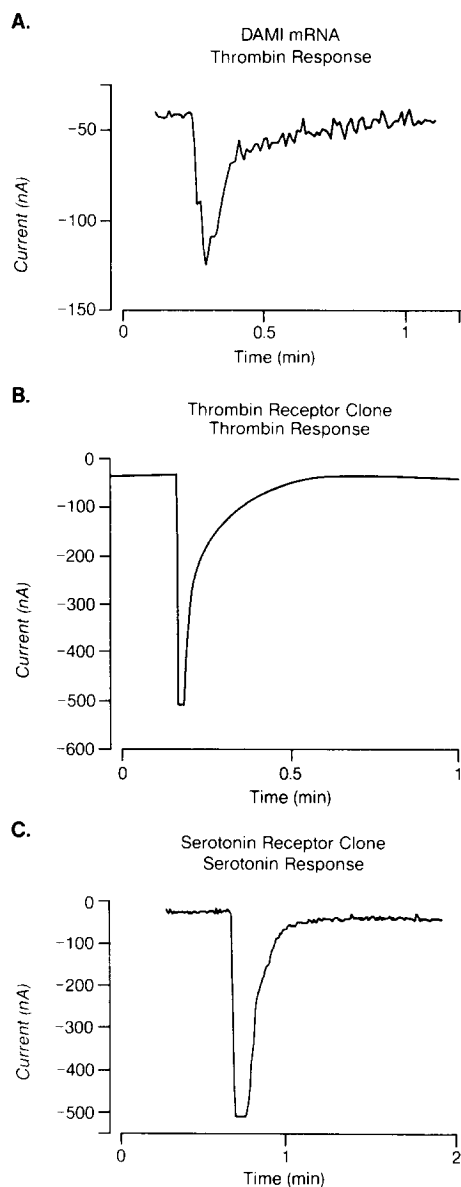 A.
DAMI mRNA
Thrombin Response
Current (nA)
−50
−100
−150
0 0.5 1
Time (min)
B.
Thrombin Receptor Clone
Thrombin Response
Current (nA)
0
−100
−200
−300
−400
−500
−600
0 0.5 1
Time (min)
C.
Serotonin Receptor Clone
Serotonin Response
Current (nA)
0
−100
−200
−300
−400
−500
0 1 2
Time (min)